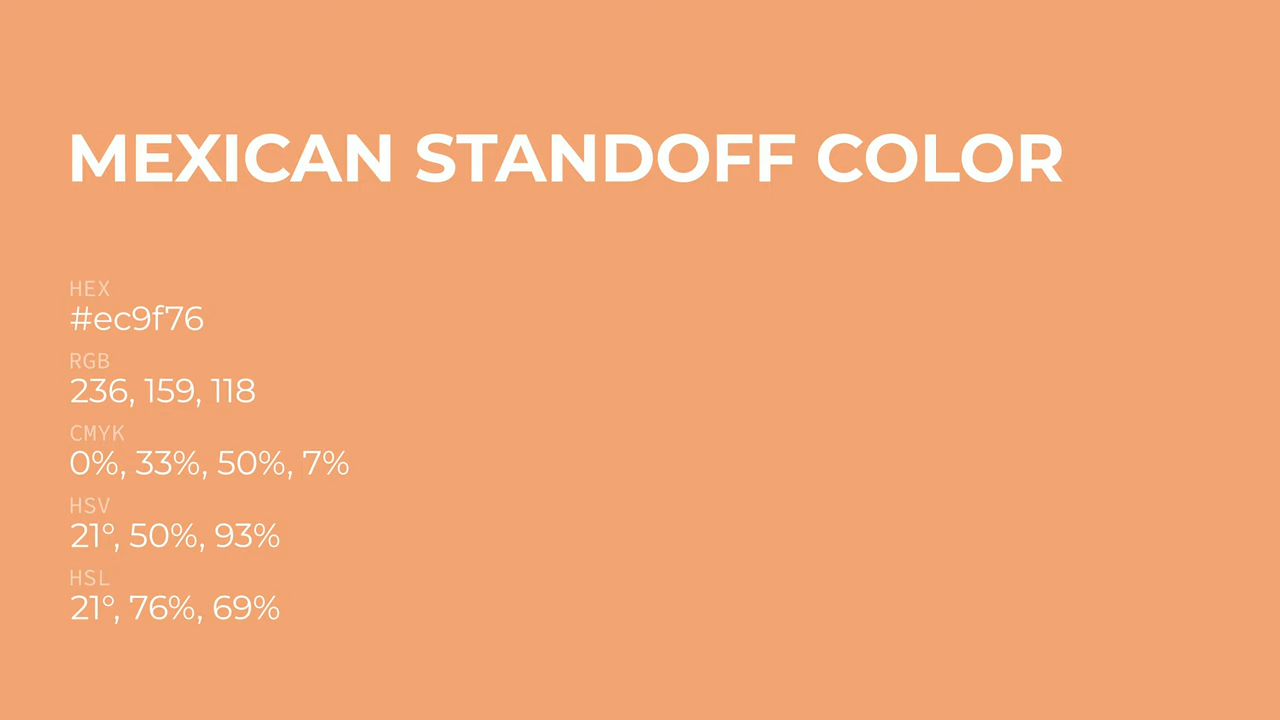 MEXICAN STANDOFF COLOR
HEX
#ec9f76
RGB
236, 159, 118
CMYK
0%, 33%, 50%, 7%
HSV
21°, 50%, 93%
HSL
21°, 76%, 69%